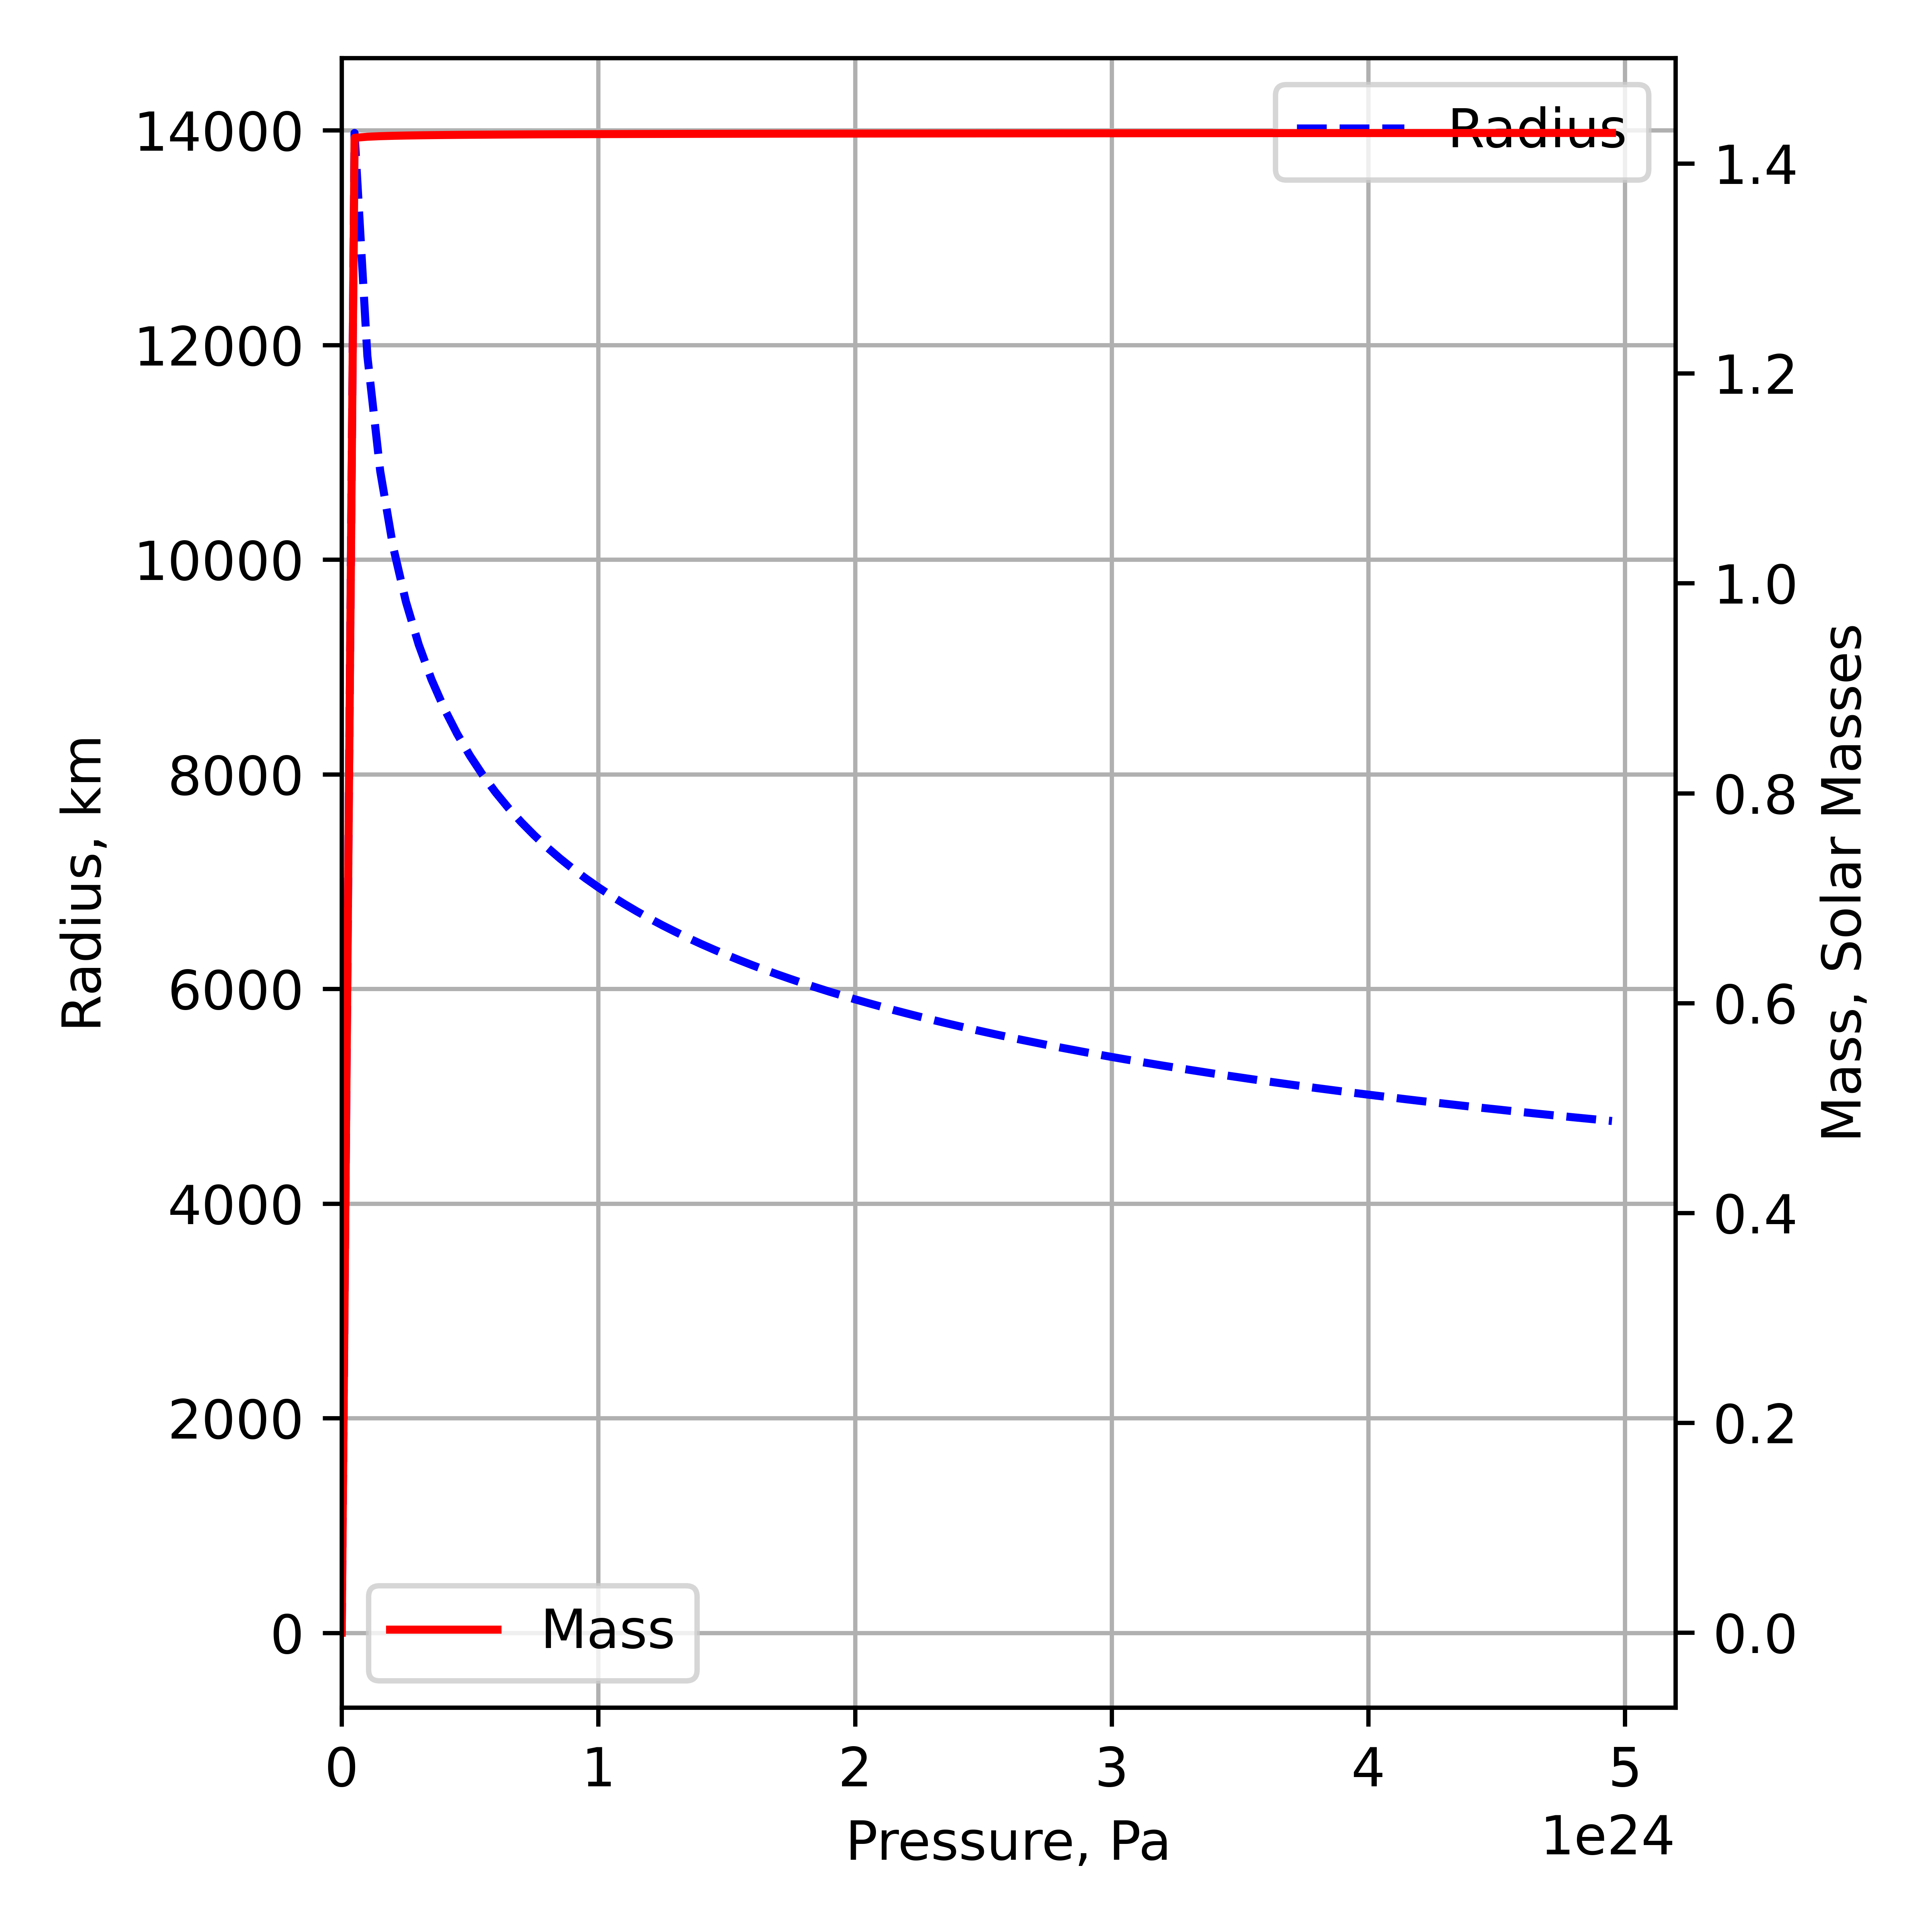 Radius
14000
12000
10000
8000
6000
4000
2000
0
Radius, km
1.4
1.2
1.0
0.8
0.6
0.4
0.2
0.0
Mass, Solar Masses
Mass
0 1 2 3 4 5
1e24
Pressure, Pa